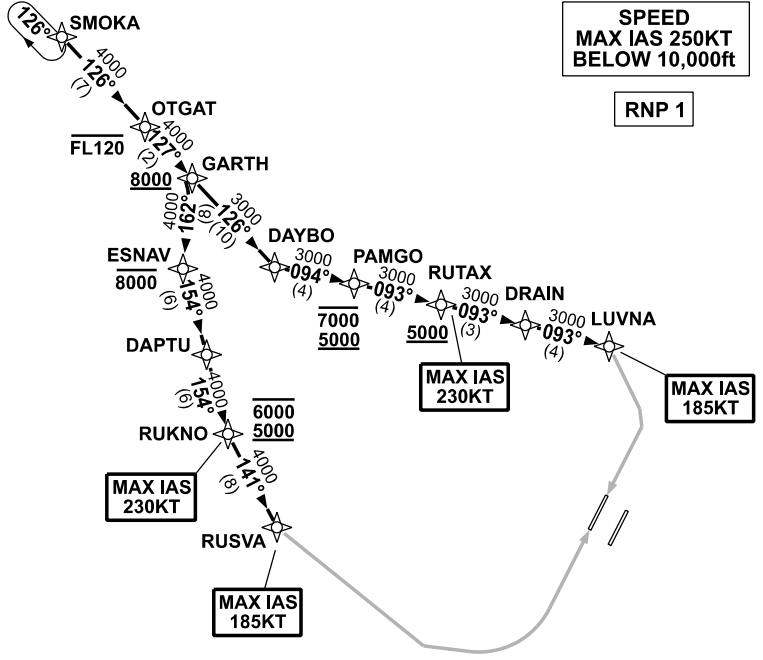 SMOKA
126°
SPEED
MAX IAS 250KT
BELOW 10,000ft
RNP 1
4000
126°
(7)
OTGAT
FL120
4000
127°
(2)
GARTH
8000
4000
162°
(8)
3000
126°
(10)
ESNAV
8000
DAYBO
3000
094°
(4)
PAMGO
7000
5000
3000
093°
(4)
RUTAX
5000
MAX IAS
230KT
3000
093°
(3)
DRAIN
3000
093°
(4)
LUVNA
MAX IAS
185KT
4000
154°
(6)
DAPTU
4000
154°
(6)
RUKNO
6000
5000
MAX IAS
230KT
4000
141°
(8)
RUSVA
MAX IAS
185KT